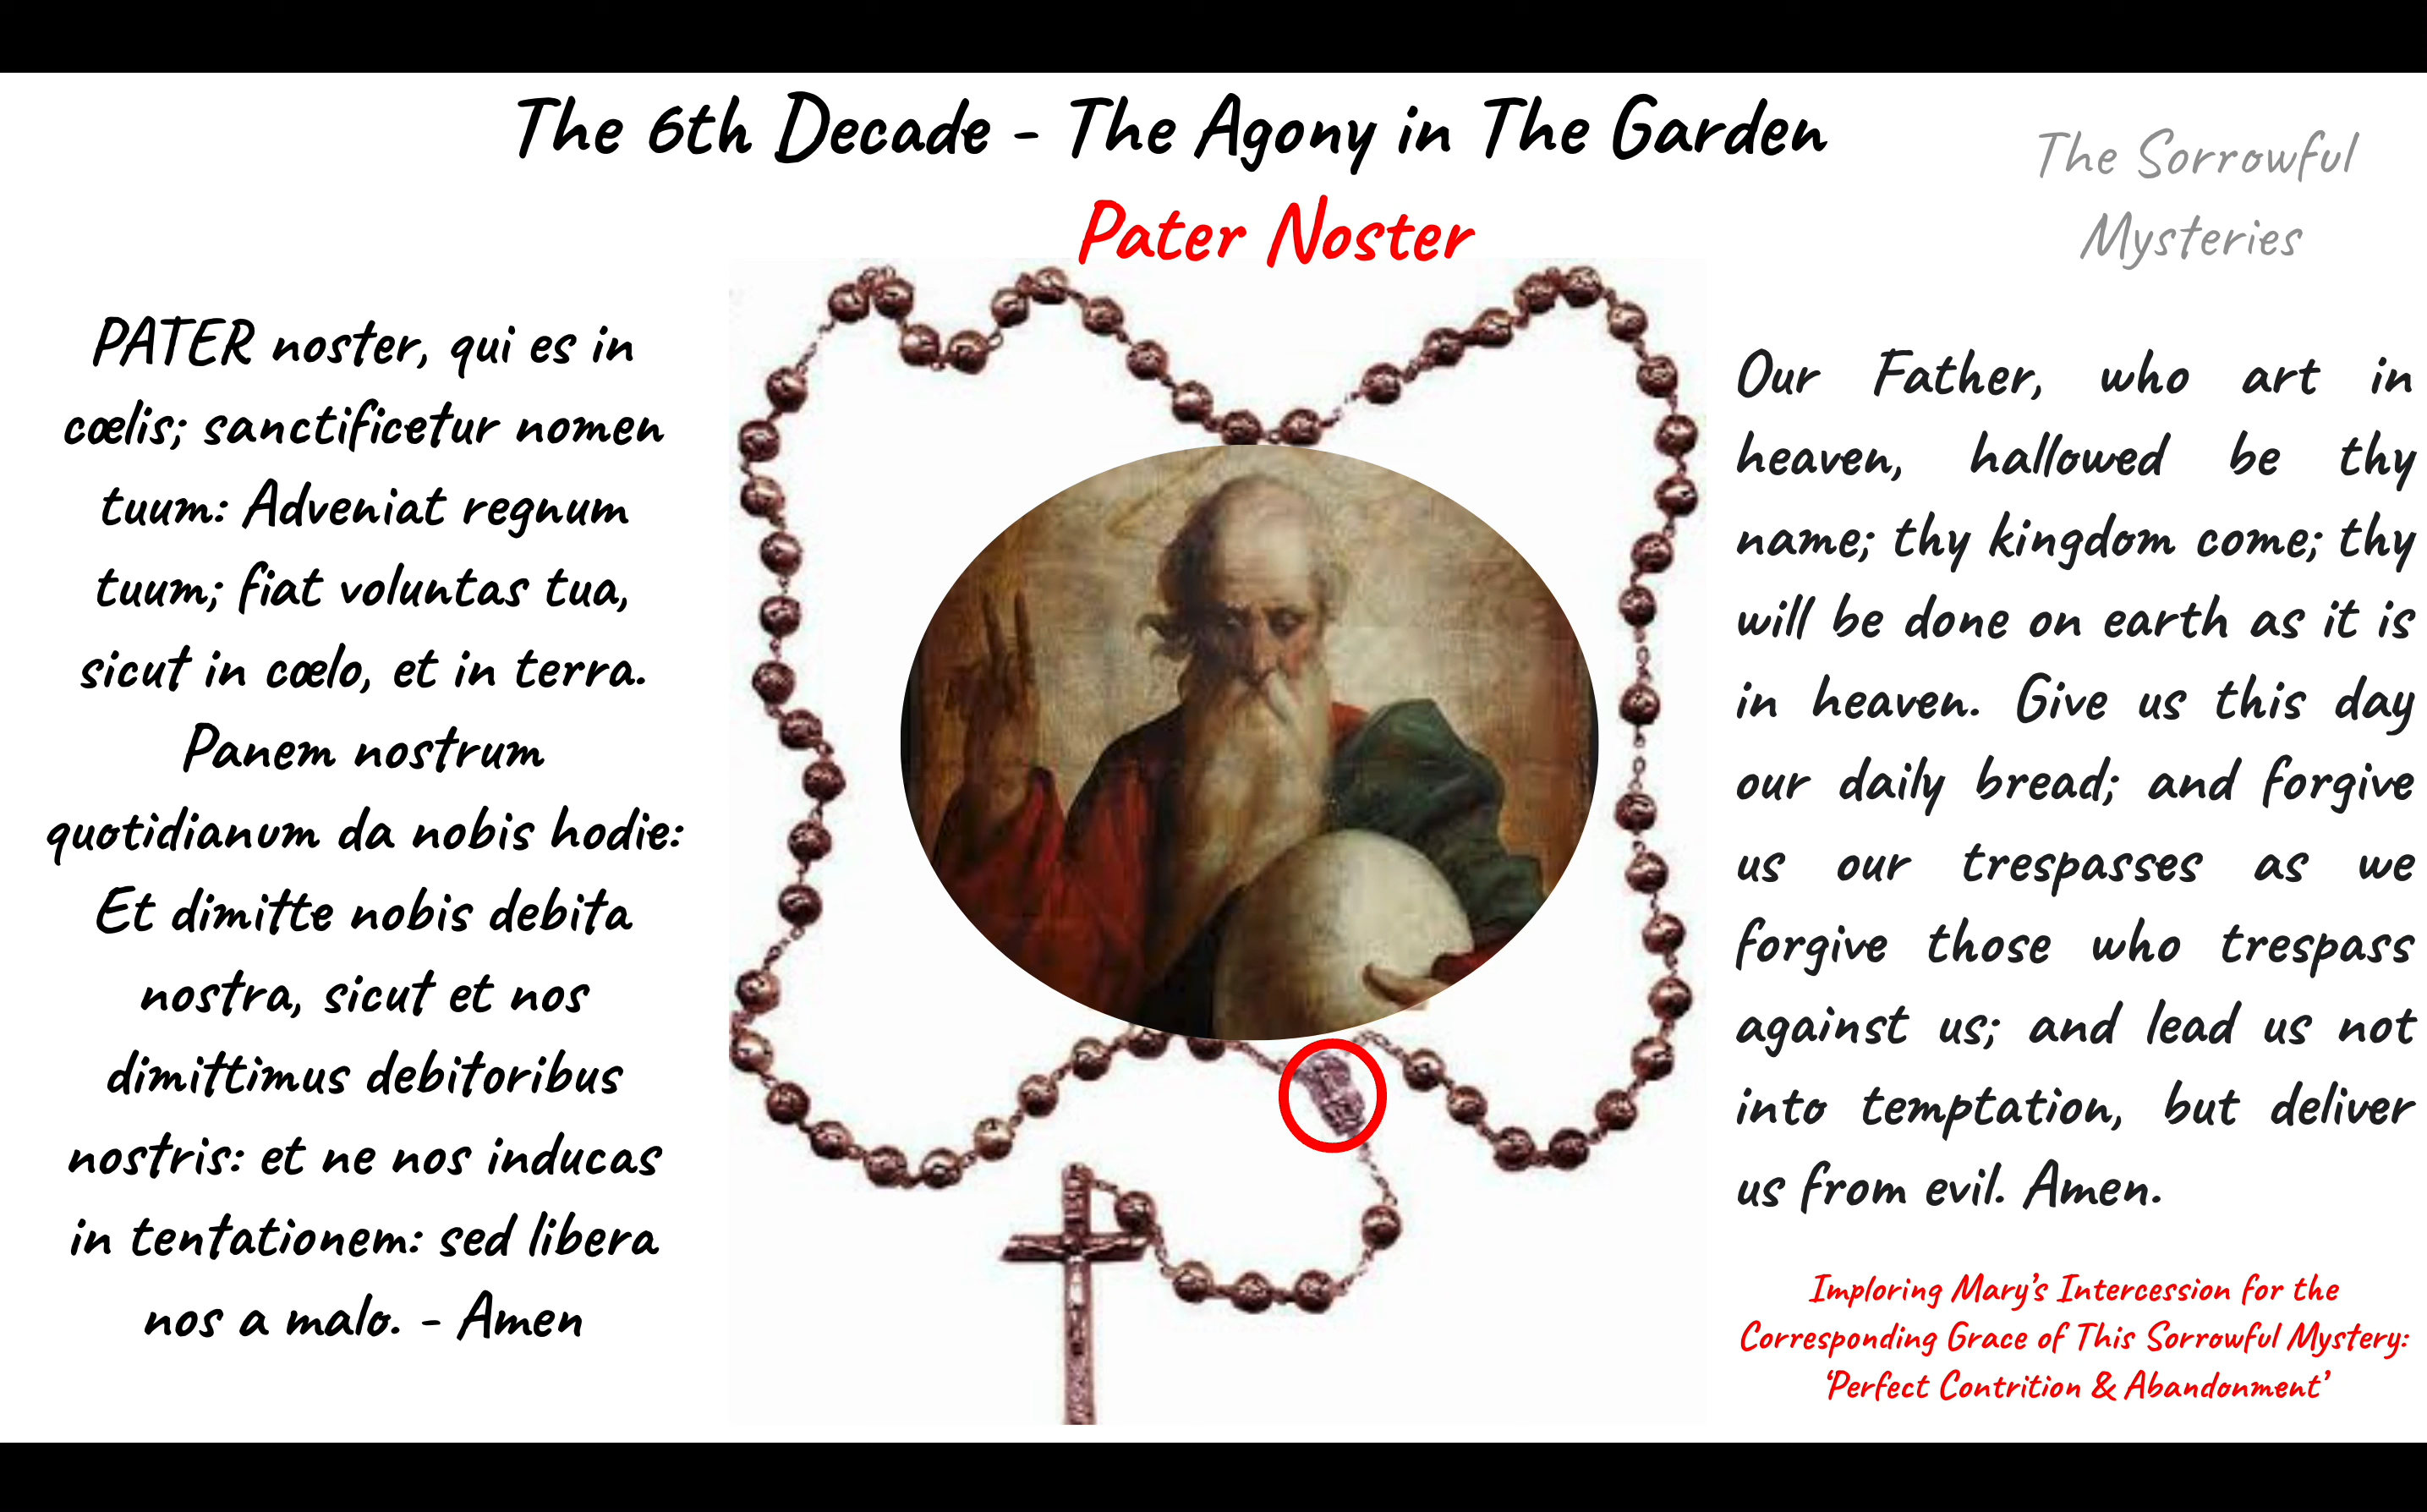 The 6th Decade - The Agony in The Garden
Pater Noster
The Sorrowful
Mysteries
PATER noster, qui es in
cœlis; sanctificetur nomen
tuum: Adveniat regnum
tuum; fiat voluntas tua,
sicut in cœlo, et in terra.
Panem nostrum
quotidianum da nobis hodie:
Et dimitte nobis debita
nostra, sicut et nos
dimittimus debitoribus
nostris: et ne nos inducas
in tentationem: sed libera
nos a malo. - Amen
Our Father, who art in
heaven, hallowed be thy
name; thy kingdom come; thy
will be done on earth as it is
in heaven. Give us this day
our daily bread; and forgive
us our trespasses as we
forgive those who trespass
against us; and lead us not
into temptation, but deliver
us from evil. Amen.
Imploring Mary's Intercession for the
Corresponding Grace of This Sorrowful Mystery:
'Perfect Contrition & Abandonment'